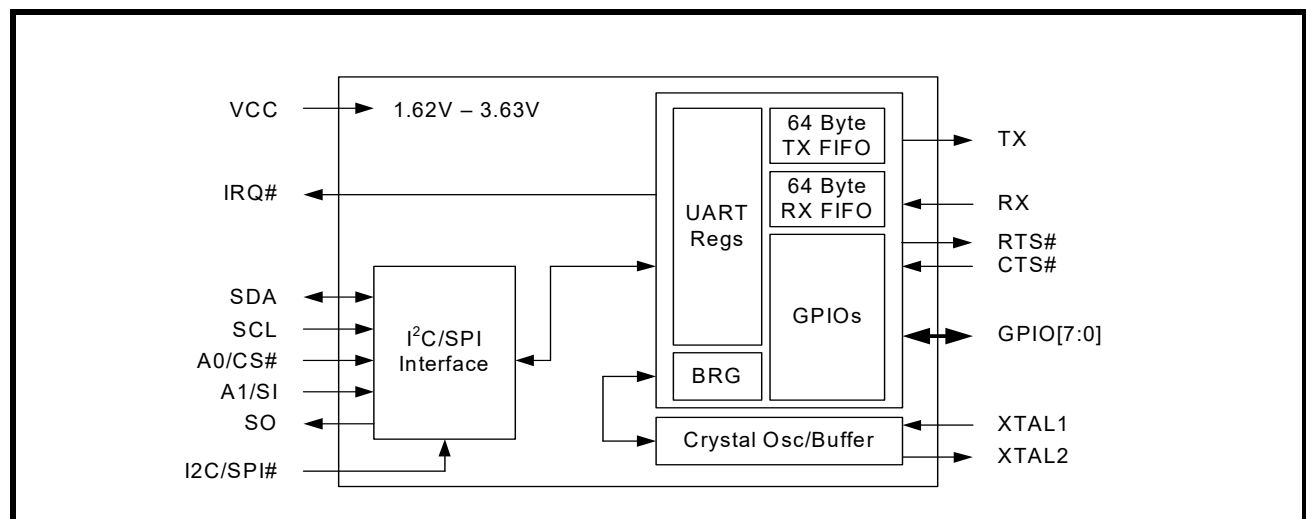 VCC
1.62V – 3.63V
IRQ#
SDA
SCL
A0/CS#
A1/SI
SO
I2C/SPI#
I²C/SPI
Interface
UART
Regs
64 Byte
TX FIFO
64 Byte
RX FIFO
GPIOs
BRG
Crystal Osc/Buffer
TX
RX
RTS#
CTS#
GPIO[7:0]
XTAL1
XTAL2